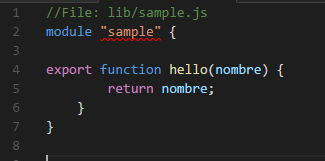 1 //File: lib/sample.js
2 module "sample" {
3
4 export function hello(nombre) {
5 return nombre;
6 }
7 }
8